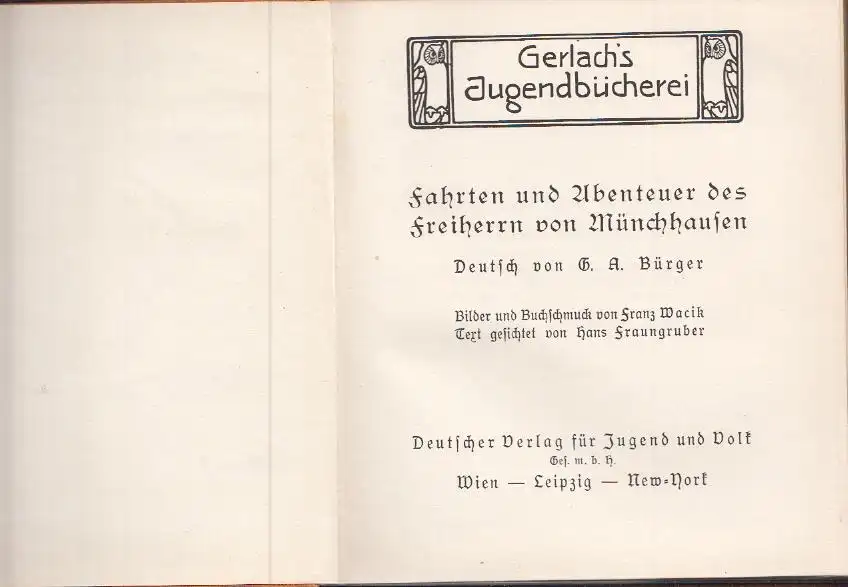 Gerlach's
Jugendbücherei
Fahrten und Abenteuer des
Freiherrn von Münchhausen
Deutsch von G. A. Bürger
Bilder und Buchschmuck von Franz Wacik
Text gesichtet von Hans Fraungruber
Deutscher Verlag für Jugend und Volk
Ges. m. b. H.
Wien — Leipzig — New-York